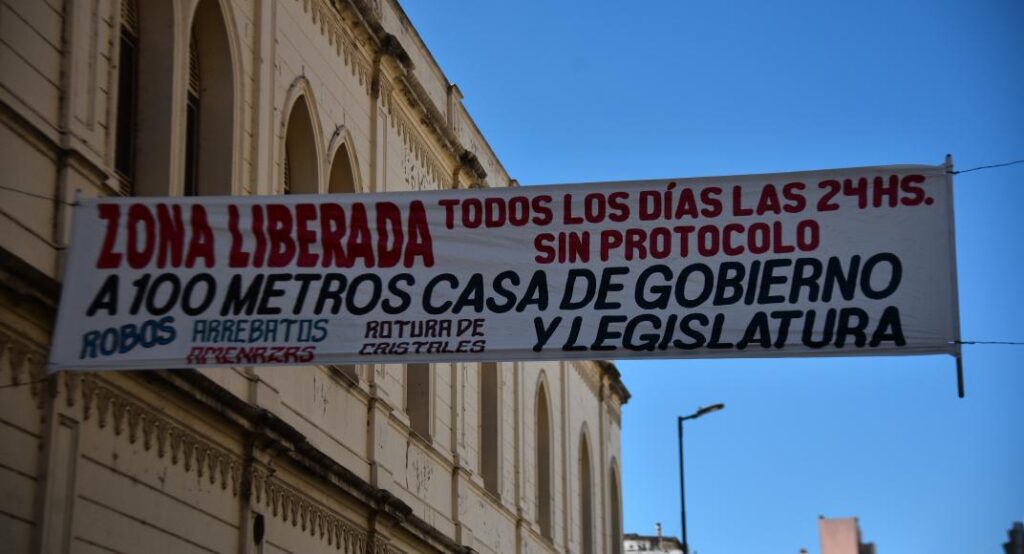 ZONA LIBERADA TODOS LOS DÍAS LAS 24HS.
SIN PROTOCOLO
A 100 METROS CASA DE GOBIERNO
Y LEGISLATURA
ROBOS ARREBATOS ROTURA DE
AMENAZAS CRISTALES